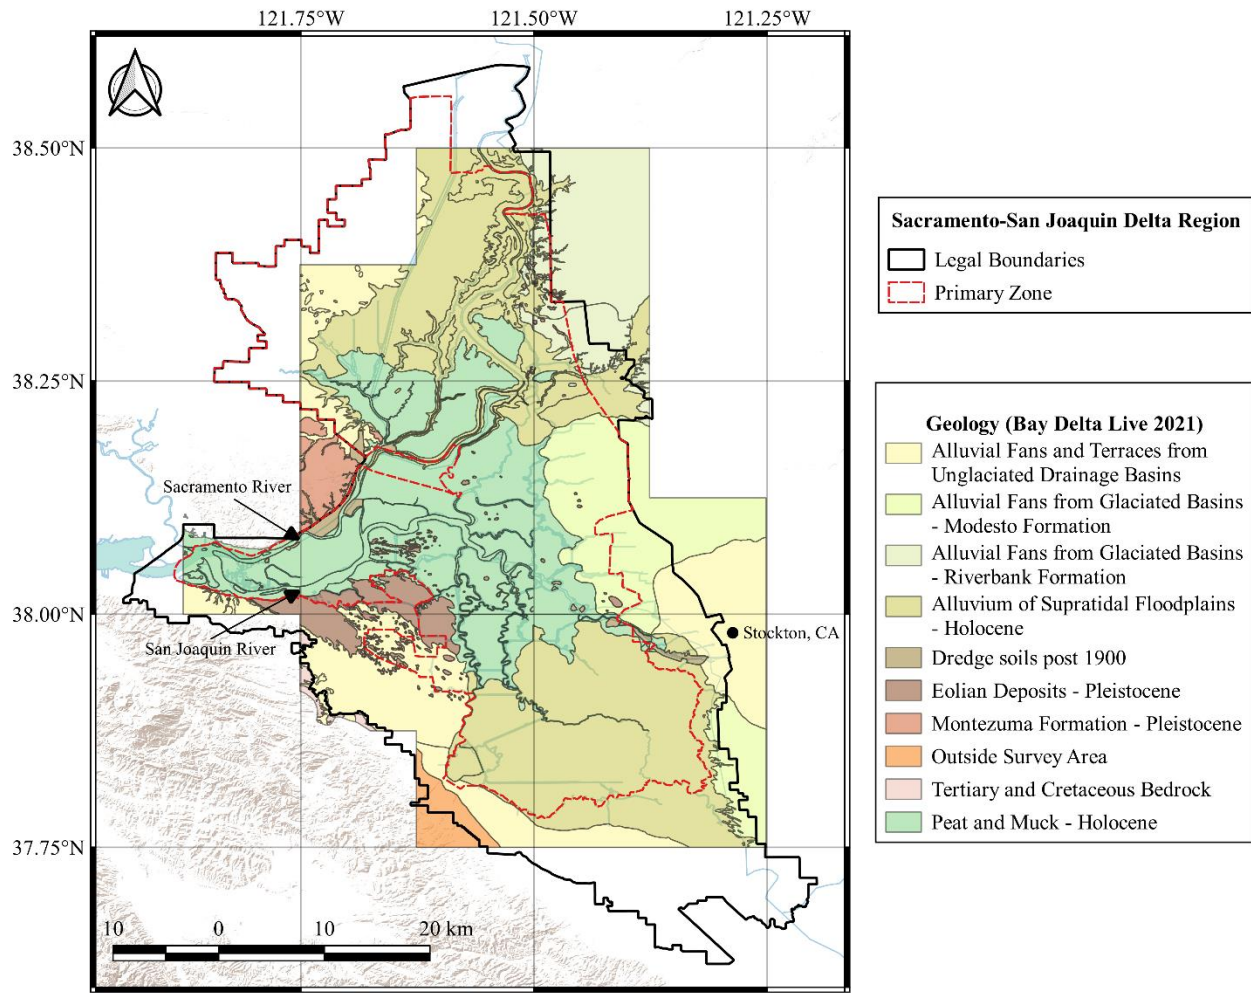 121.75°W 121.50°W 121.25°W
38.50°N
38.25°N
38.00°N
37.75°N
Sacramento River
San Joaquin River
Stockton, CA
10 0 10 20 km
Sacramento-San Joaquin Delta Region
Legal Boundaries
Primary Zone
Geology (Bay Delta Live 2021)
Alluvial Fans and Terraces from
Unglaciated Drainage Basins
Alluvial Fans from Glaciated Basins
- Modesto Formation
Alluvial Fans from Glaciated Basins
- Riverbank Formation
Alluvium of Supratidal Floodplains
- Holocene
Dredge soils post 1900
Eolian Deposits - Pleistocene
Montezuma Formation - Pleistocene
Outside Survey Area
Tertiary and Cretaceous Bedrock
Peat and Muck - Holocene